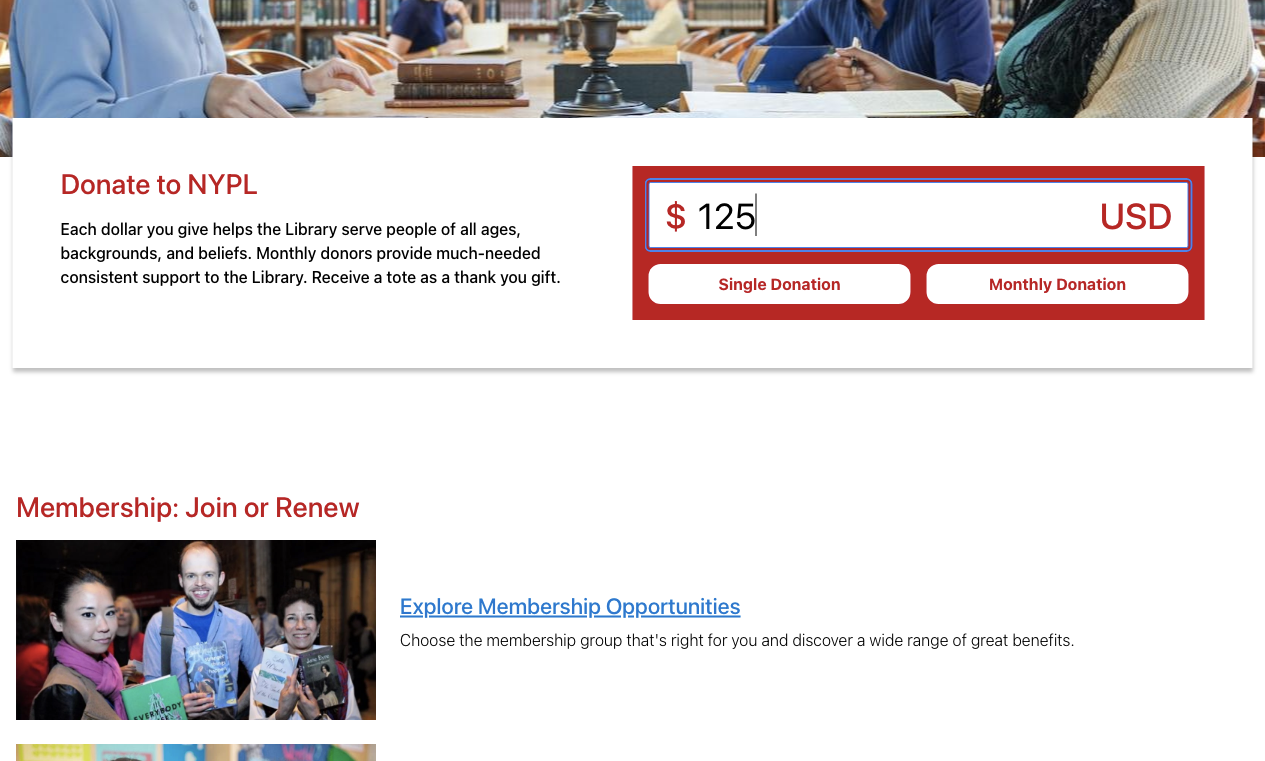 Donate to NYPL
Each dollar you give helps the Library serve people of all ages,
backgrounds, and beliefs. Monthly donors provide much-needed
consistent support to the Library. Receive a tote as a thank you gift.
$ 125 USD
Single Donation Monthly Donation
Membership: Join or Renew
EVERYBODY
Explore Membership Opportunities
Choose the membership group that's right for you and discover a wide range of great benefits.